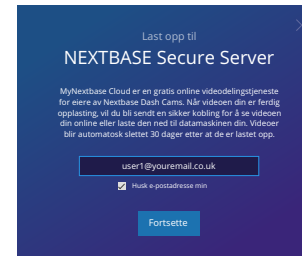 Last opp til
NEXTBASE Secure Server
MyNextbase Cloud er en gratis online videodelingstjeneste
for eiere av Nextbase Dash Cams. Når videoen din er ferdig
opplasting, vil du bli sendt en sikker kobling for å se videoen
din online eller laste den ned til datamaskinen din. Videoer
blir automatosk slettet 30 dager etter at de er lastet opp.
user1@youremail.co.uk
Husk e-postadresse min
Fortsette